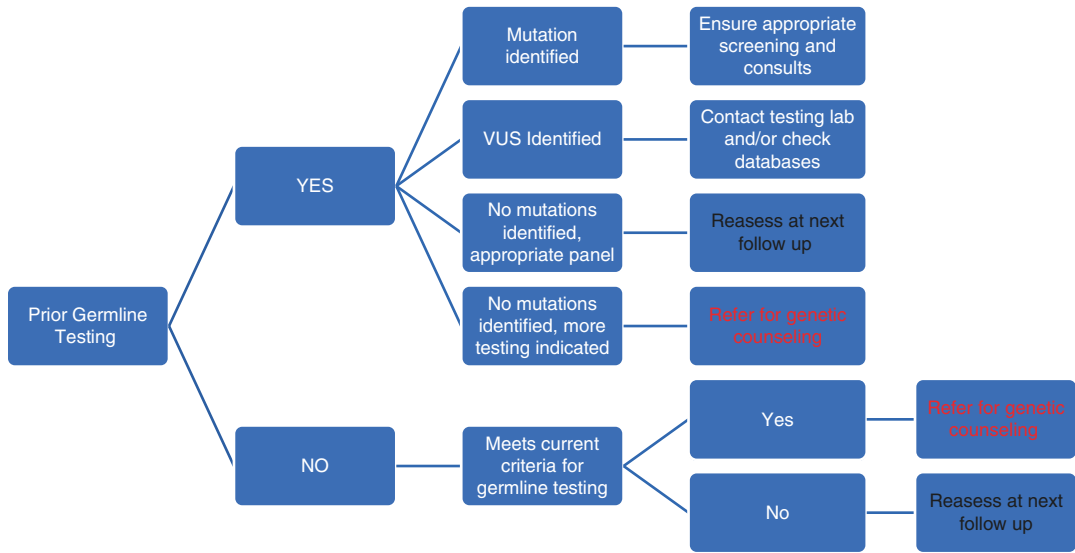 Prior Germline
Testing
YES
Mutation
identified
Ensure appropriate
screening and
consults
VUS Identified
Contact testing lab
and/or check
databases
No mutations
identified,
appropriate panel
Reasess at next
follow up
No mutations
identified, more
testing indicated
Refer for genetic
counseling
NO
Meets current
criteria for
germline testing
Yes
Refer for genetic
counseling
No
Reasess at next
follow up